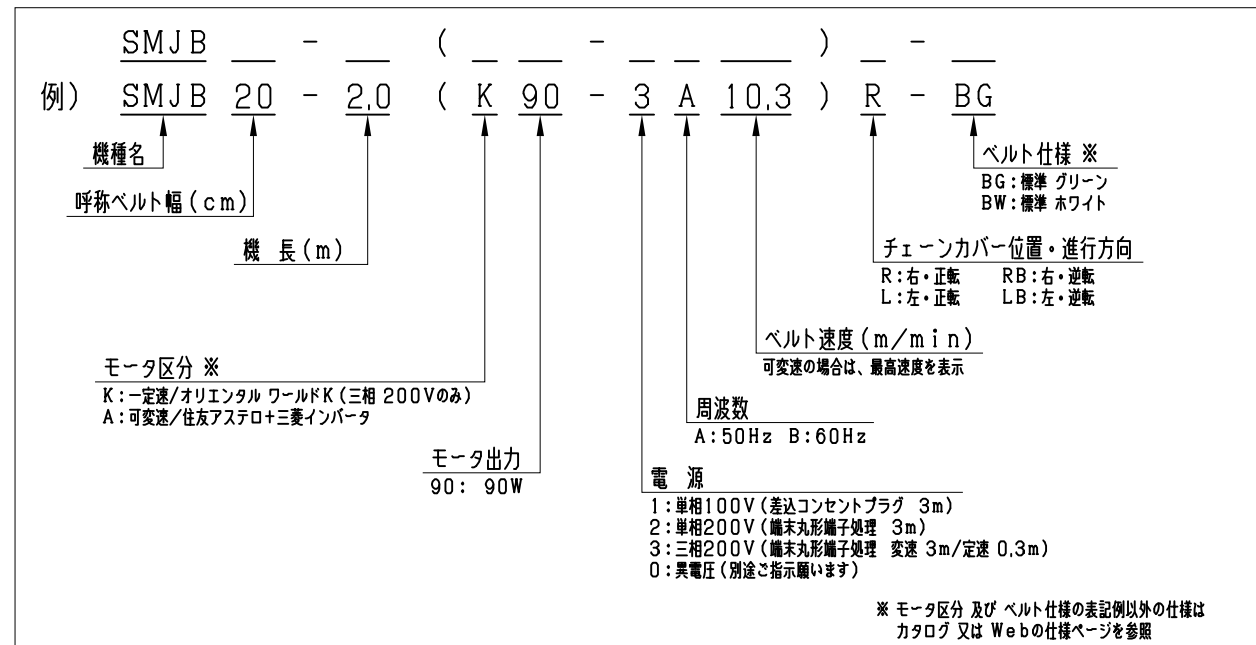 SMJB __ - __ ( _ __ - _ _ ___ ) _ - __
例) SMJB 20 - 2.0 ( K 90 - 3 A 10.3 ) R - BG
機種名
呼称ベルト幅(cm)
機 長(m)
ベルト仕様 ※
BG:標準 グリーン
BW:標準 ホワイト
チェーンカバー位置・進行方向
R:右・正転 RB:右・逆転
L:左・正転 LB:左・逆転
ベルト速度(m/min)
可変速の場合は、最高速度を表示
モータ区分 ※
K:一定速/オリエンタル ワールドK(三相 200Vのみ)
A:可変速/住友アステロ+三菱インバータ
周波数
A:50Hz B:60Hz
モータ出力
90: 90W
電 源
1:単相100V(差込コンセントプラグ 3m)
2:単相200V(端末丸形端子処理 3m)
3:三相200V(端末丸形端子処理 変速 3m/定速 0.3m)
0:異電圧(別途ご指示願います)
※ モータ区分 及び ベルト仕様の表記例以外の仕様は
カタログ 又は Webの仕様ページを参照